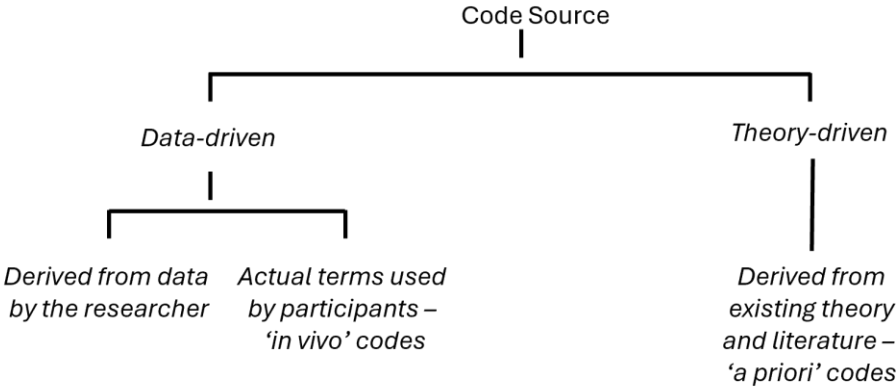 Code Source
Data-driven
Theory-driven
Derived from data
by the researcher
Actual terms used
by participants –
‘in vivo’ codes
Derived from
existing theory
and literature –
‘a priori’ codes